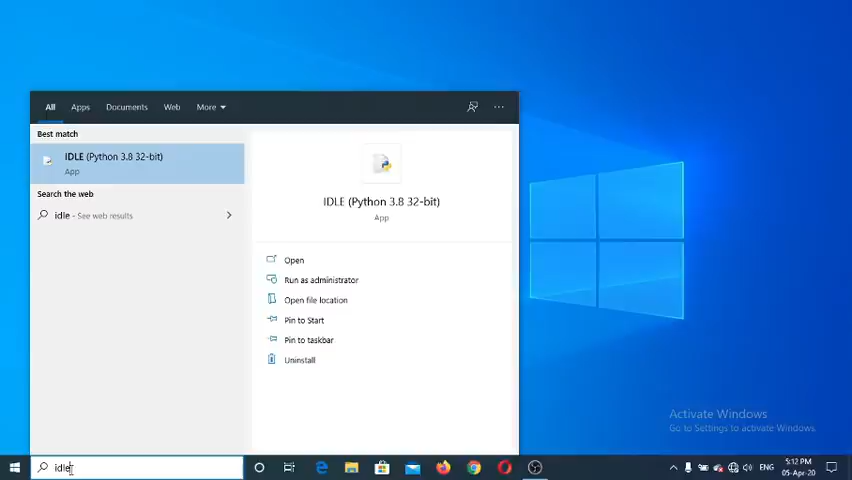 All Apps Documents Web More
Best match
IDLE (Python 3.8 32-bit)
App
Search the web
idle - See web results
IDLE (Python 3.8 32-bit)
App
Open
Run as administrator
Open file location
Pin to Start
Pin to taskbar
Uninstall
Activate Windows
Go to Settings to activate Windows.
idle
ENG
5:12 PM
05-Apr-20